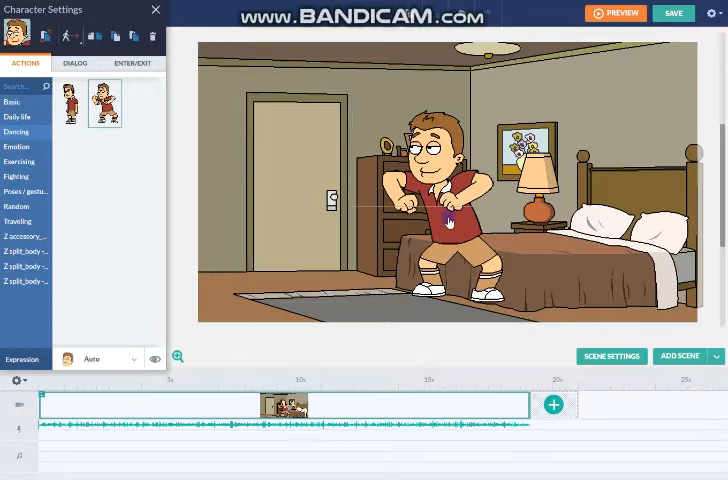 Character Settings
www.BANDICAM.com
PREVIEW
SAVE
ACTIONS
DIALOG
ENTER/EXIT
Search...
Basic
Daily life
Dancing
Emotion
Exercising
Fighting
Poses / gestu...
Random
Traveling
Z accessory_...
Z split_body -...
Z split_body -...
Z split_body -...
Expression
Auto
SCENE SETTINGS
ADD SCENE
5s
10s
15s
20s
25s